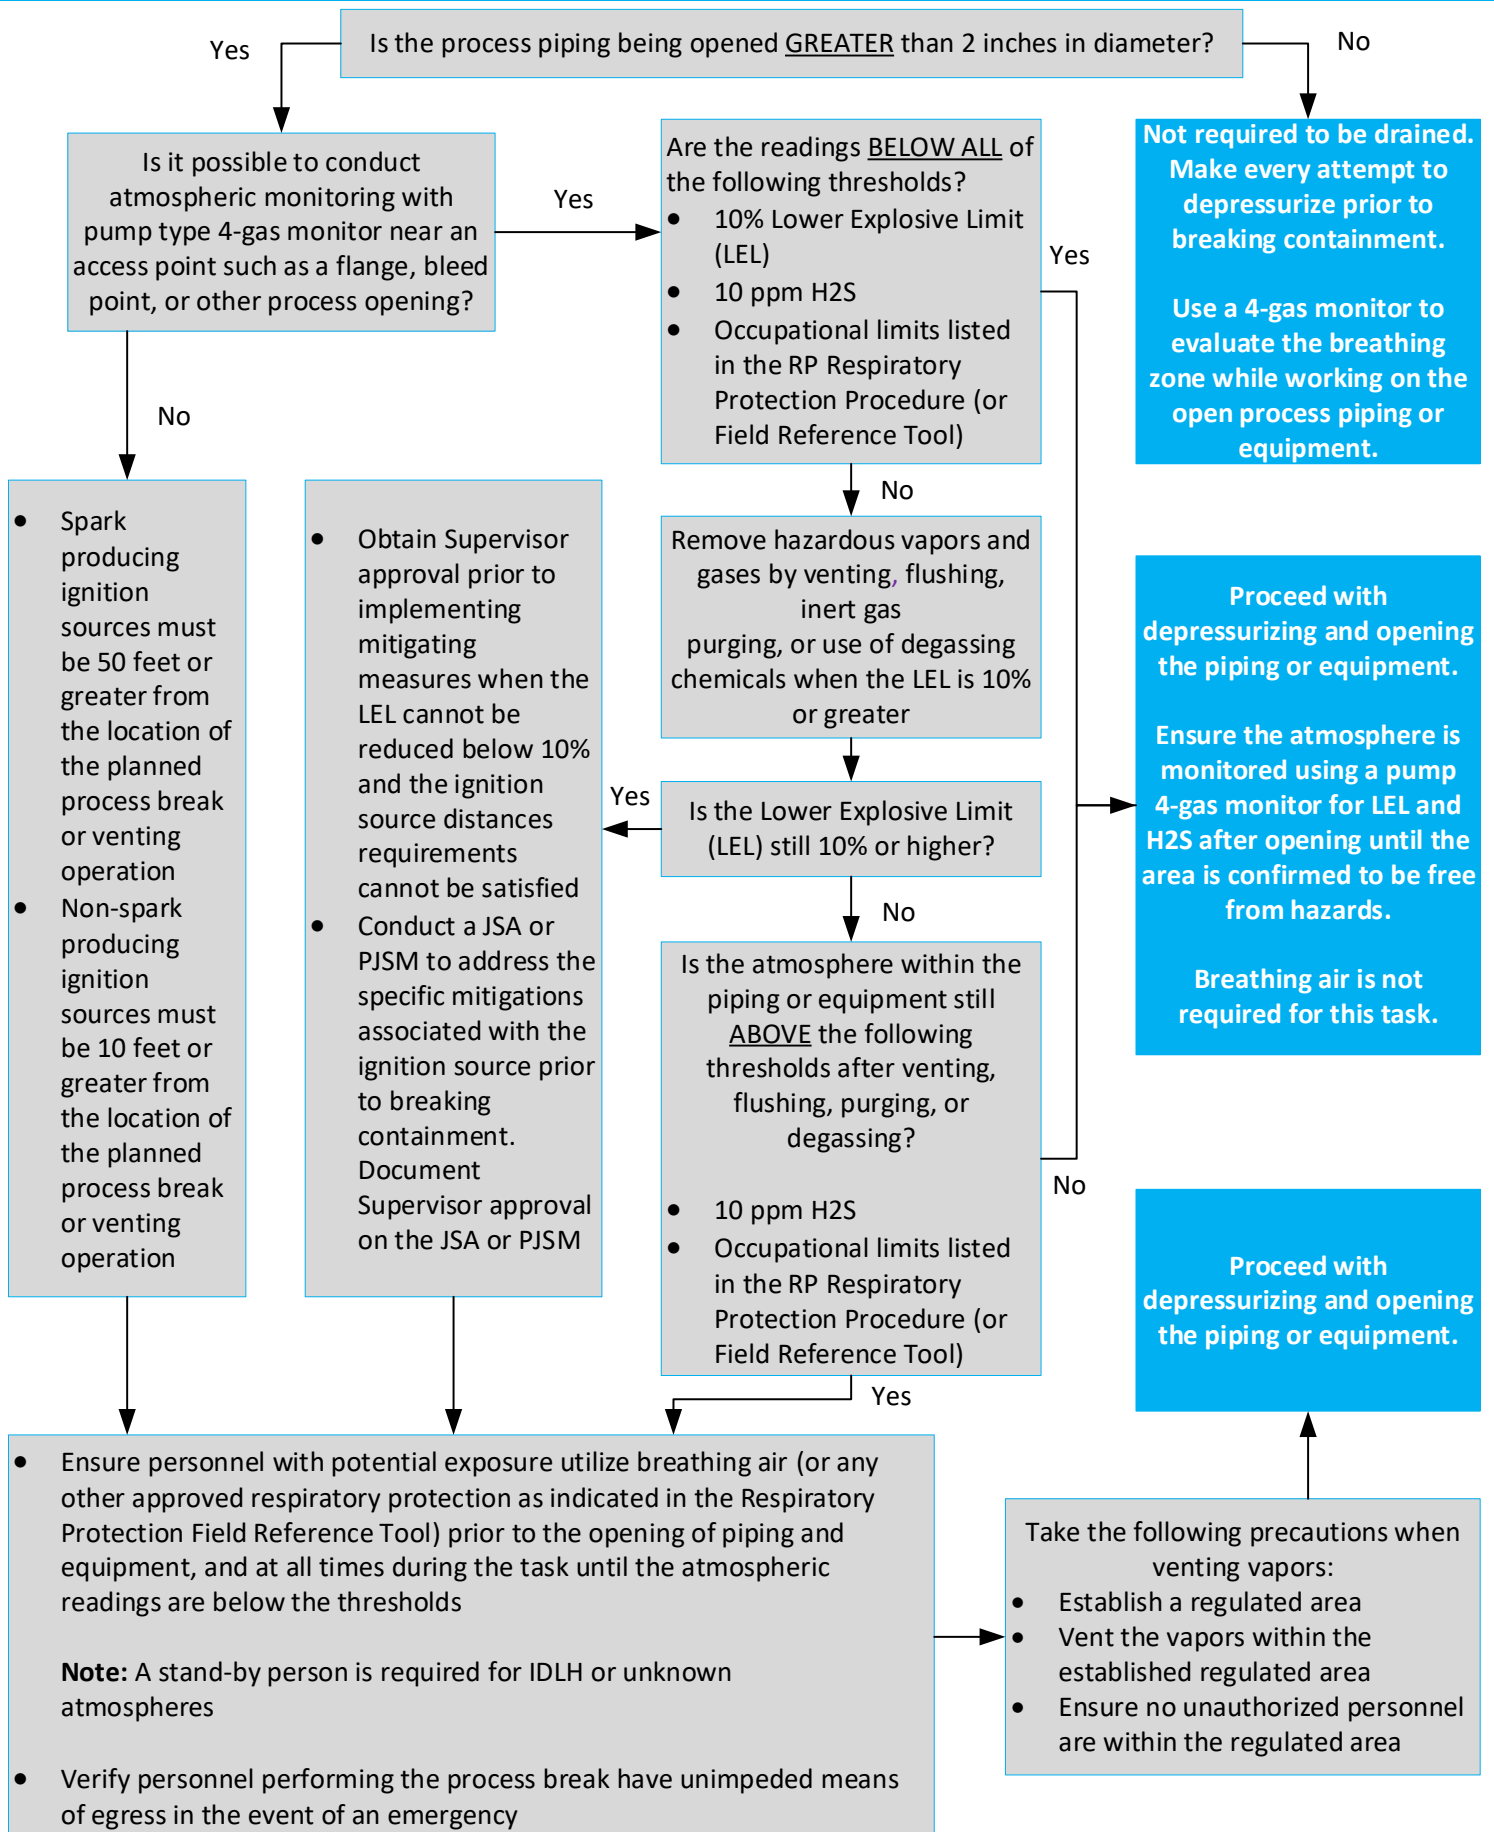 Is the process piping being opened GREATER than 2 inches in diameter?
Yes
No
Is it possible to conduct
atmospheric monitoring with
pump type 4-gas monitor near an
access point such as a flange, bleed
point, or other process opening?
Yes
No
Are the readings BELOW ALL of
the following thresholds?
• 10% Lower Explosive Limit
(LEL)
• 10 ppm H2S
• Occupational limits listed
in the RP Respiratory
Protection Procedure (or
Field Reference Tool)
Yes
No
Not required to be drained.
Make every attempt to
depressurize prior to
breaking containment.
Use a 4-gas monitor to
evaluate the breathing
zone while working on the
open process piping or
equipment.
• Spark
producing
ignition
sources must
be 50 feet or
greater from
the location of
the planned
process break
or venting
operation
• Non-spark
producing
ignition
sources must
be 10 feet or
greater from
the location of
the planned
process break
or venting
operation
• Obtain Supervisor
approval prior to
implementing
mitigating
measures when the
LEL cannot be
reduced below 10%
and the ignition
source distances
requirements
cannot be satisfied
• Conduct a JSA or
PJSM to address the
specific mitigations
associated with the
ignition source prior
to breaking
containment.
Document
Supervisor approval
on the JSA or PJSM
Remove hazardous vapors and
gases by venting, flushing,
inert gas
purging, or use of degassing
chemicals when the LEL is 10%
or greater
Is the Lower Explosive Limit
(LEL) still 10% or higher?
Yes
No
Is the atmosphere within the
piping or equipment still
ABOVE the following
thresholds after venting,
flushing, purging, or
degassing?
• 10 ppm H2S
• Occupational limits listed
in the RP Respiratory
Protection Procedure (or
Field Reference Tool)
No
Yes
Proceed with
depressurizing and opening
the piping or equipment.
Ensure the atmosphere is
monitored using a pump
4-gas monitor for LEL and
H2S after opening until the
area is confirmed to be free
from hazards.
Breathing air is not
required for this task.
Proceed with
depressurizing and opening
the piping or equipment.
• Ensure personnel with potential exposure utilize breathing air (or any
other approved respiratory protection as indicated in the Respiratory
Protection Field Reference Tool) prior to the opening of piping and
equipment, and at all times during the task until the atmospheric
readings are below the thresholds
Note: A stand-by person is required for IDLH or unknown
atmospheres
• Verify personnel performing the process break have unimpeded means
of egress in the event of an emergency
Take the following precautions when
venting vapors:
• Establish a regulated area
• Vent the vapors within the
established regulated area
• Ensure no unauthorized personnel
are within the regulated area